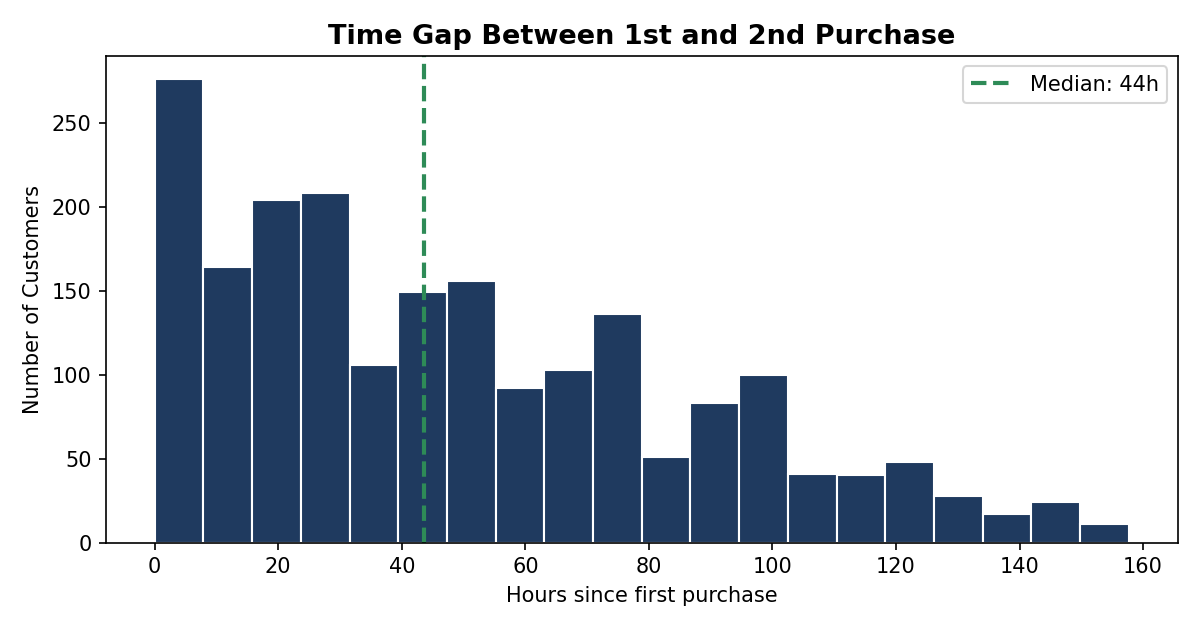 Time Gap Between 1st and 2nd Purchase
Median: 44h
Number of Customers
250
200
150
100
50
0
0 20 40 60 80 100 120 140 160
Hours since first purchase